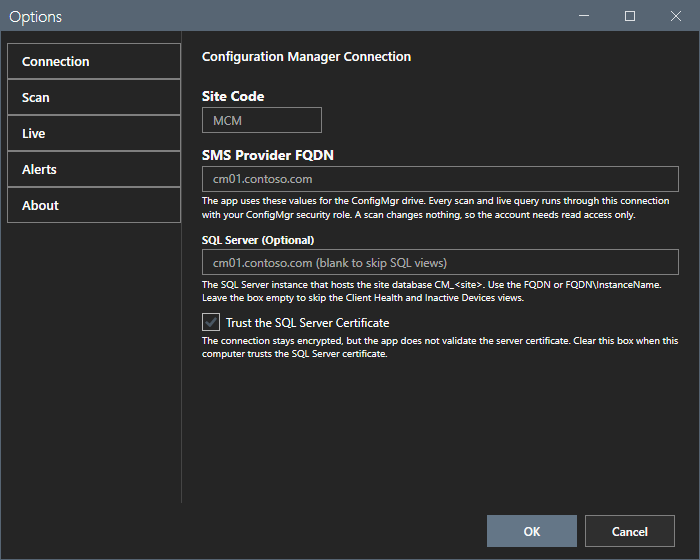 Options
Connection
Scan
Live
Alerts
About
Configuration Manager Connection
Site Code
MCM
SMS Provider FQDN
cm01.contoso.com
The app uses these values for the ConfigMgr drive. Every scan and live query runs through this connection
with your ConfigMgr security role. A scan changes nothing, so the account needs read access only.
SQL Server (Optional)
cm01.contoso.com (blank to skip SQL views)
The SQL Server instance that hosts the site database CM_<site>. Use the FQDN or FQDN\InstanceName.
Leave the box empty to skip the Client Health and Inactive Devices views.
Trust the SQL Server Certificate
The connection stays encrypted, but the app does not validate the server certificate. Clear this box when this
computer trusts the SQL Server certificate.
OK
Cancel